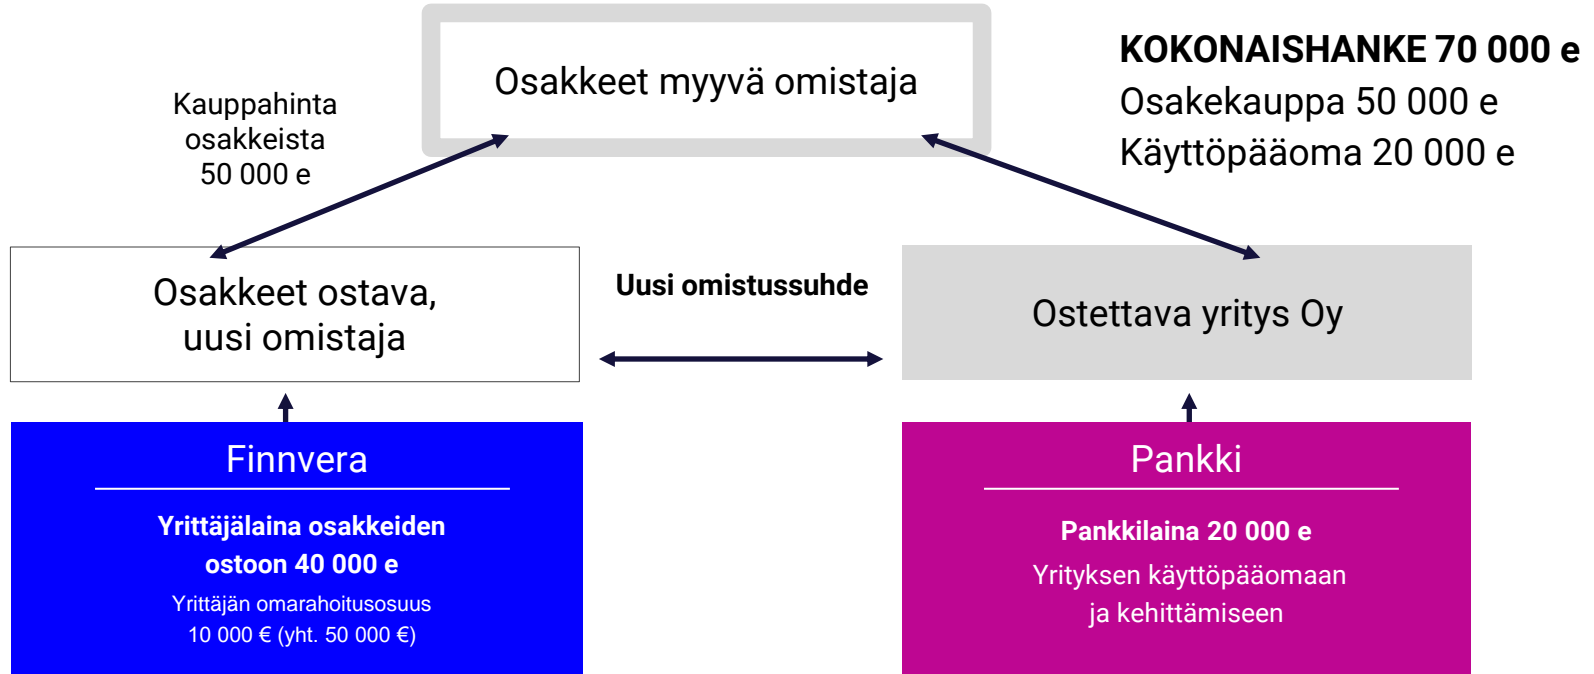 Osakkeet myyvä omistaja
KOKONAISHANKE 70 000 e
Osakekauppa 50 000 e
Käyttöpääoma 20 000 e
Kauppahinta
osakkeista
50 000 e
Osakkeet ostava,
uusi omistaja
Uusi omistussuhde
Ostettava yritys Oy
Finnvera
Yrittäjälaina osakkeiden
ostoon 40 000 e
Yrittäjän omarahoitusosuus
10 000 € (yht. 50 000 €)
Pankki
Pankkilaina 20 000 e
Yrityksen käyttöpääomaan
ja kehittämiseen